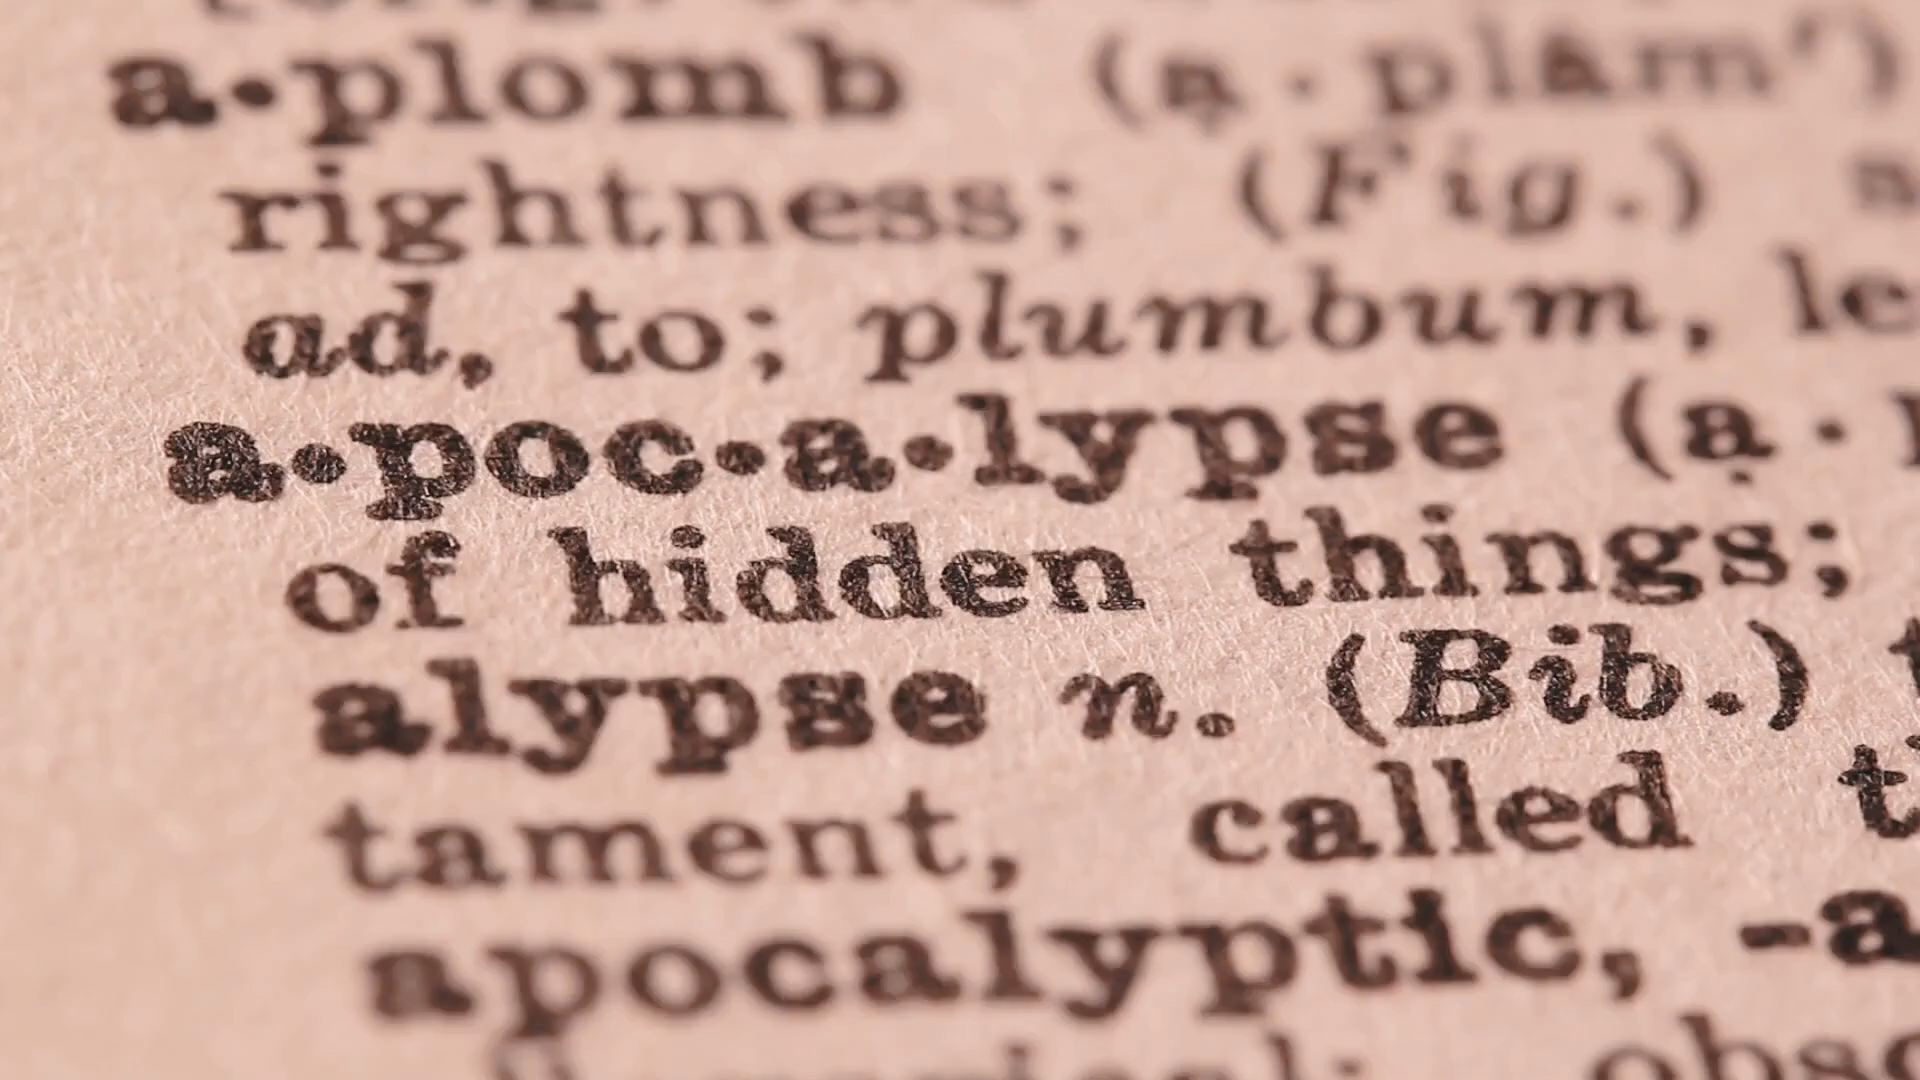 a•plomb (a · plam')
rightness; (Fig.)
ad, to; plumbum,
a•poc•a•lypse (ạ ·
of hidden things;
alypse n. (Bib.)
tament, called
apocalyptic, -a